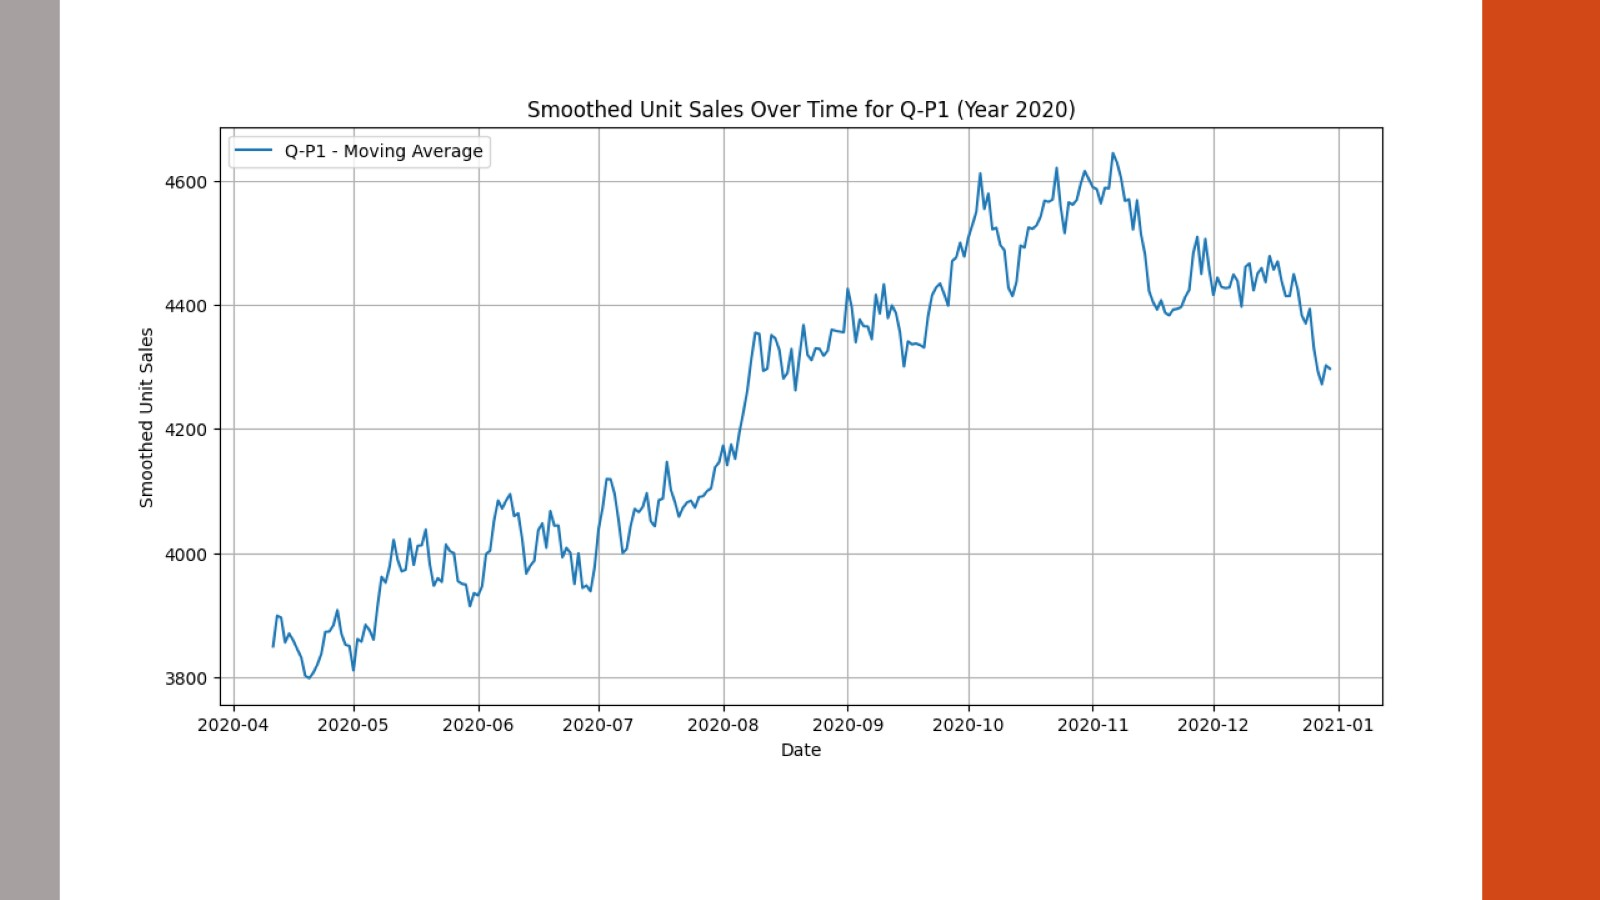 Smoothed Unit Sales Over Time for Q-P1 (Year 2020)
Q-P1 - Moving Average
Smoothed Unit Sales
4600
4400
4200
4000
3800
2020-04 2020-05 2020-06 2020-07 2020-08 2020-09 2020-10 2020-11 2020-12 2021-01
Date